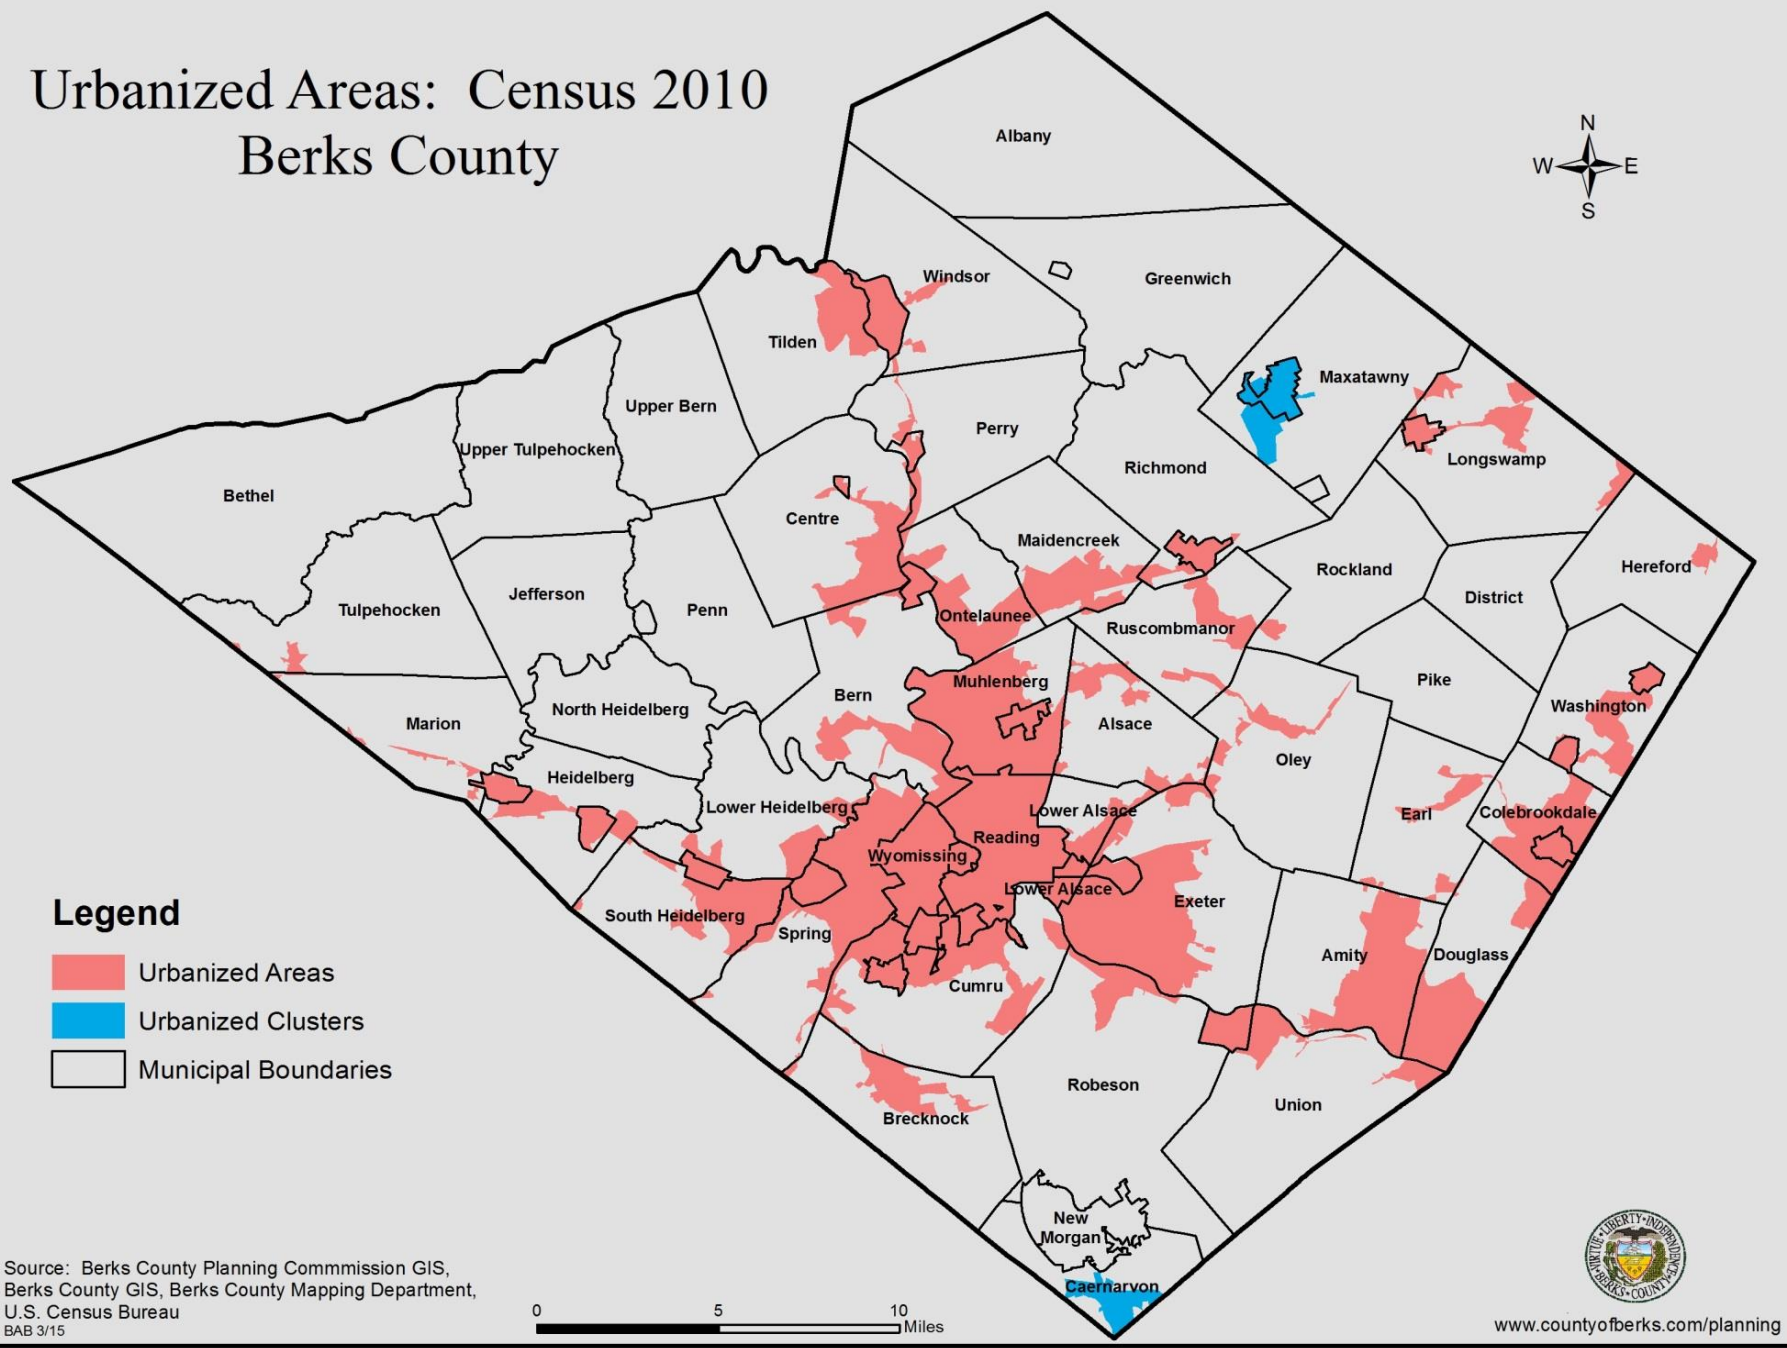 Urbanized Areas: Census 2010
Berks County
N
W E
S
Albany
Windsor
Greenwich
Tilden
Maxatawny
Upper Bern
Perry
Upper Tulpehocken
Longswamp
Richmond
Bethel
Centre
Maidencreek
Hereford
Rockland
Jefferson
District
Tulpehocken
Penn
Ontelaunee
Ruscombmanor
Pike
Muhlenberg
Bern
Washington
North Heidelberg
Marion
Alsace
Oley
Heidelberg
Lower Heidelberg
Lower Alsace
Earl
Colebrookdale
Reading
Wyomissing
Lower Alsace
Exeter
South Heidelberg
Spring
Amity
Douglass
Cumru
Robeson
Union
Brecknock
New
Morgan
Caernarvon
Legend
Urbanized Areas
Urbanized Clusters
Municipal Boundaries
Source: Berks County Planning Commmission GIS,
Berks County GIS, Berks County Mapping Department,
U.S. Census Bureau
BAB 3/15
0 5 10
Miles
VIRTUE LIBERTY INDEPENDENCE
BERKS COUNTY
www.countyofberks.com/planning